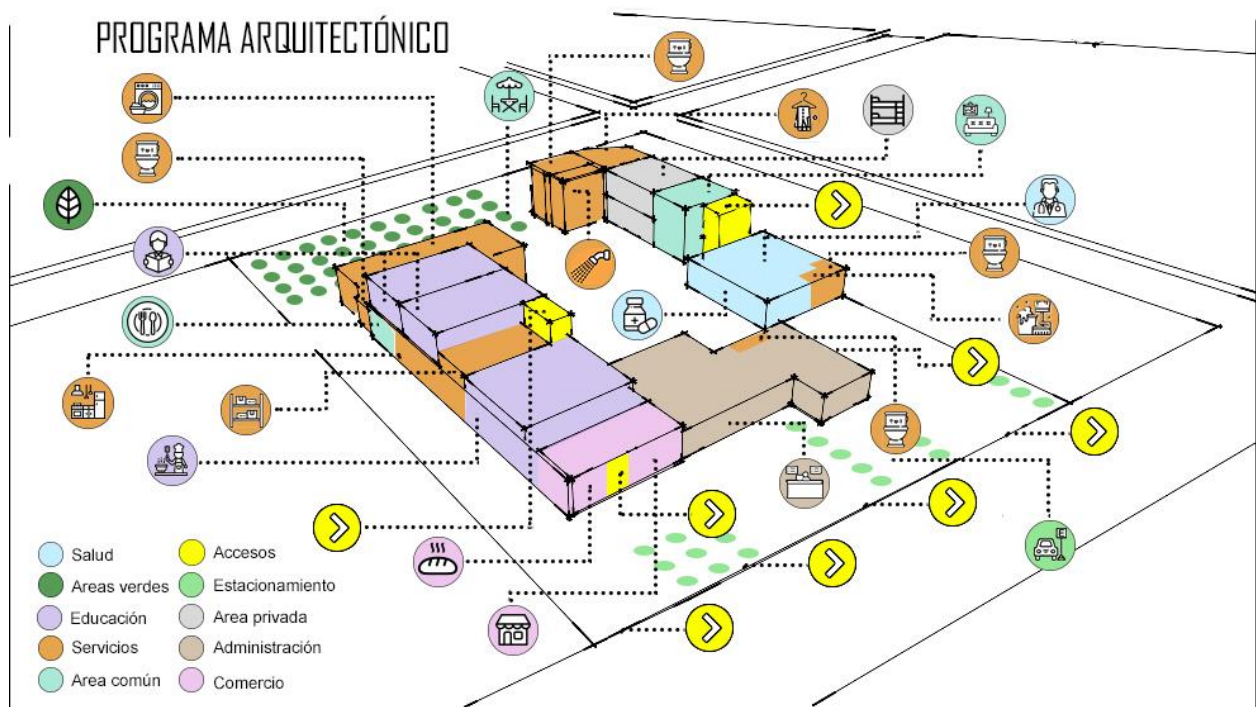 PROGRAMA ARQUITECTÓNICO
Salud
Areas verdes
Educación
Servicios
Area común
Accesos
Estacionamiento
Area privada
Administración
Comercio